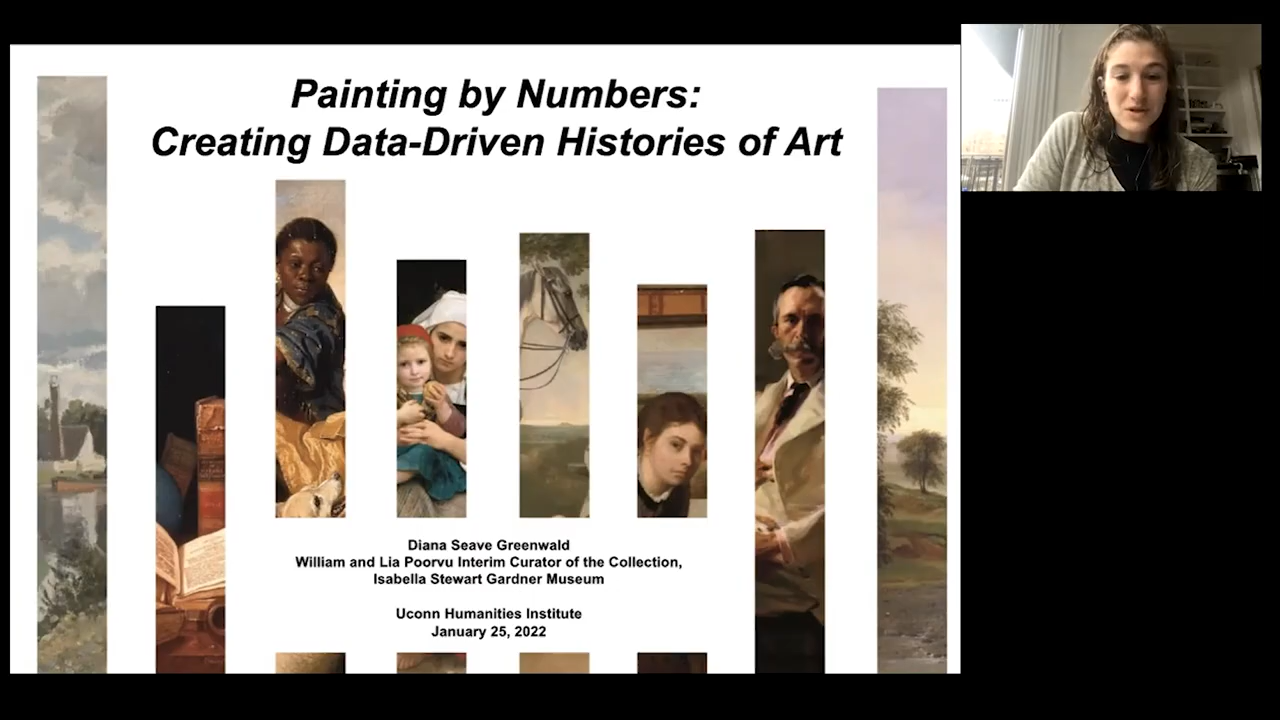 Painting by Numbers:
Creating Data-Driven Histories of Art
Diana Seave Greenwald
William and Lia Poorvu Interim Curator of the Collection,
Isabella Stewart Gardner Museum
Uconn Humanities Institute
January 25, 2022